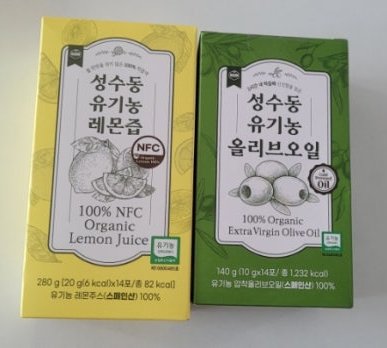 성수동
유기농
레몬즙
NFC
100% NFC
Organic
Lemon Juice
유기농
280 g [20 g(6 kcal)x14포/총 82 kcal]
유기농 레몬주스(스페인산) 100%
성수동
유기농
올리브오일
Oil
100% Organic
Extra Virgin Olive Oil
유기농
140 g (10 gx14포/총 1,232 kcal)
유기농 압착올리브오일(스페인산) 100%